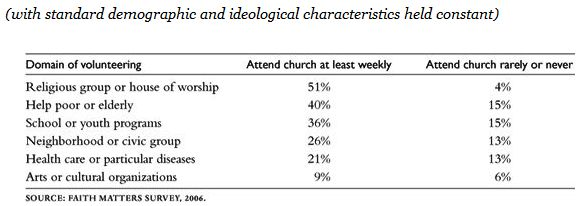 (with standard demographic and ideological characteristics held constant)
Domain of volunteering Attend church at least weekly Attend church rarely or never
Religious group or house of worship 51% 4%
Help poor or elderly 40% 15%
School or youth programs 36% 15%
Neighborhood or civic group 26% 13%
Health care or particular diseases 21% 13%
Arts or cultural organizations 9% 6%
SOURCE: FAITH MATTERS SURVEY, 2006.